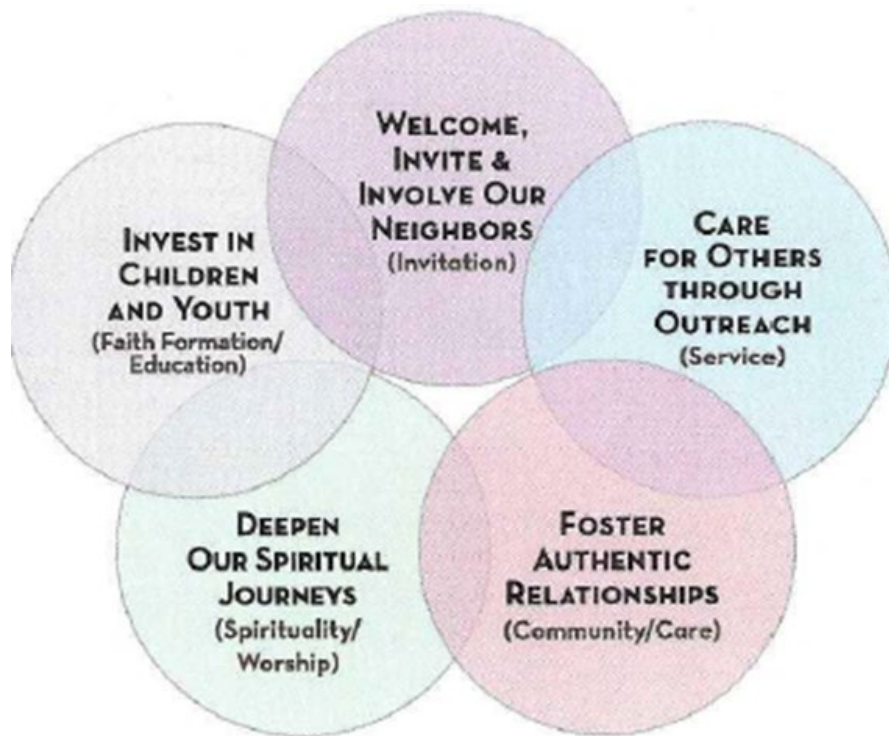 WELCOME,
INVITE &
INVOLVE OUR
NEIGHBORS
(Invitation)
INVEST IN
CHILDREN
AND YOUTH
(Faith Formation/
Education)
CARE
FOR OTHERS
THROUGH
OUTREACH
(Service)
DEEPEN
OUR SPIRITUAL
JOURNEYS
(Spirituality/
Worship)
FOSTER
AUTHENTIC
RELATIONSHIPS
(Community/Care)